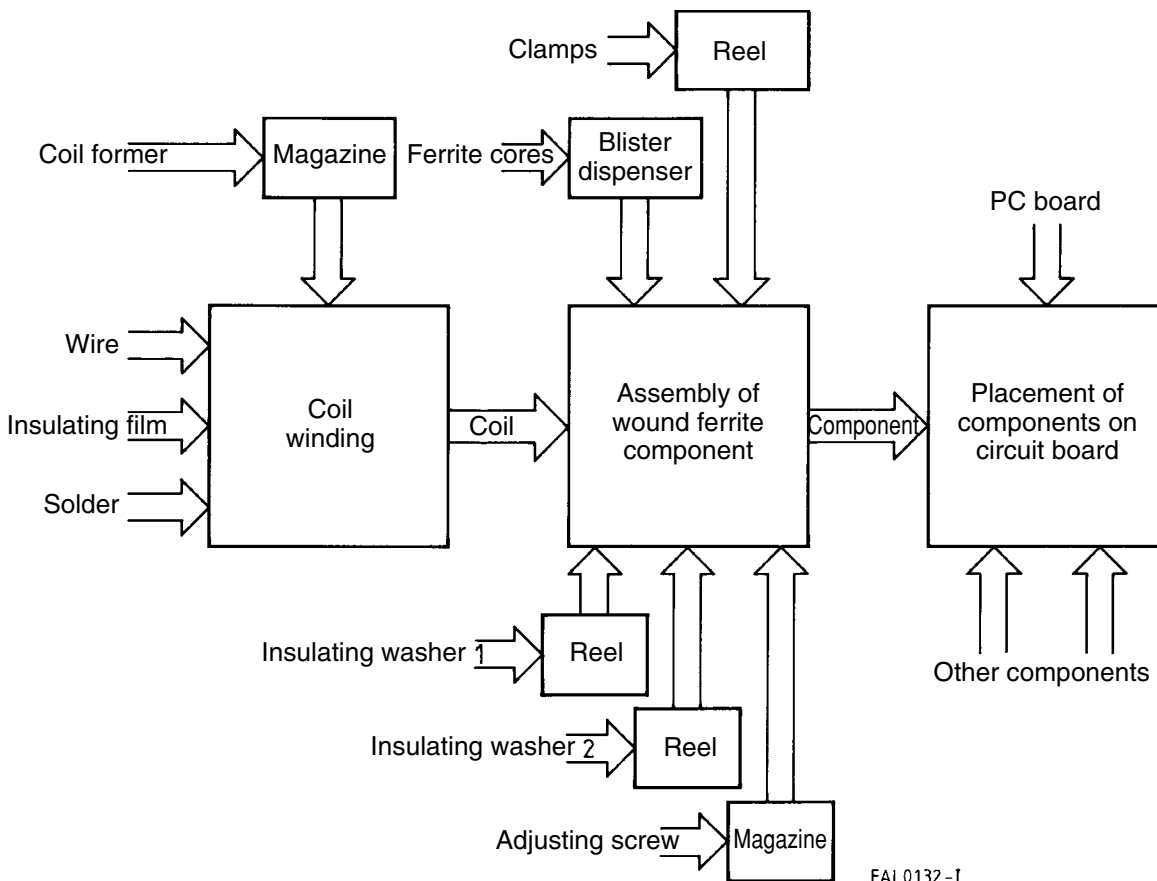 Clamps
Reel
Coil former
Magazine
Ferrite cores
Blister
dispenser
PC board
Wire
Insulating film
Solder
Coil
winding
Coil
Assembly of
wound ferrite
component
Component
Placement of
components on
circuit board
Insulating washer 1
Reel
Other components
Insulating washer 2
Reel
Adjusting screw
Magazine
FAL0132-I